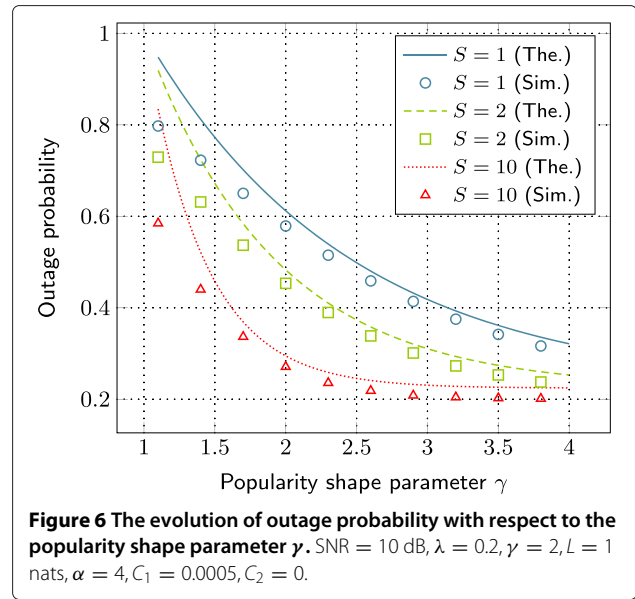 1
0.8
0.6
0.4
0.2
Outage probability
S = 1 (The.)
S = 1 (Sim.)
S = 2 (The.)
S = 2 (Sim.)
S = 10 (The.)
S = 10 (Sim.)
1 1.5 2 2.5 3 3.5 4
Popularity shape parameter γ
Figure 6 The evolution of outage probability with respect to the
popularity shape parameter γ. SNR = 10 dB, λ = 0.2, γ = 2, L = 1
nats, α = 4, C₁ = 0.0005, C₂ = 0.